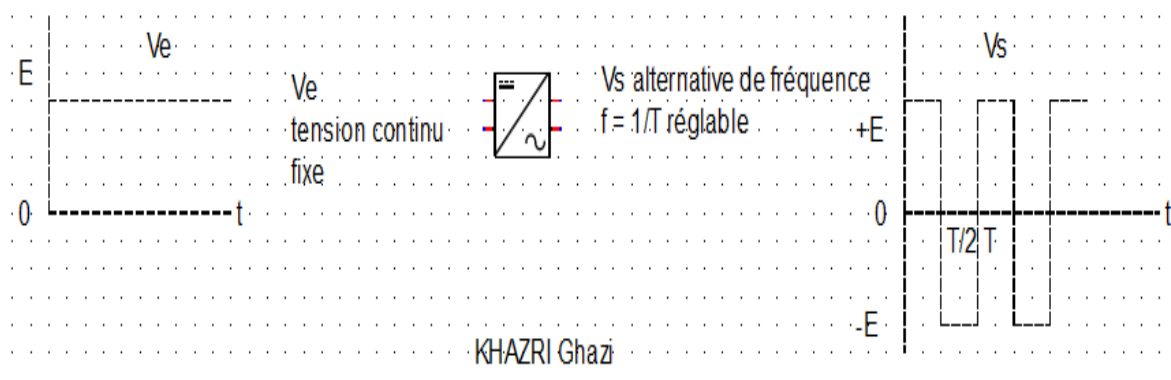 Ve
E
0
t
Ve
tension continu
fixe
Vs alternative de fréquence
f = 1/T réglable
Vs
+E
0
T/2 T
t
-E
KHAZRI Ghazi